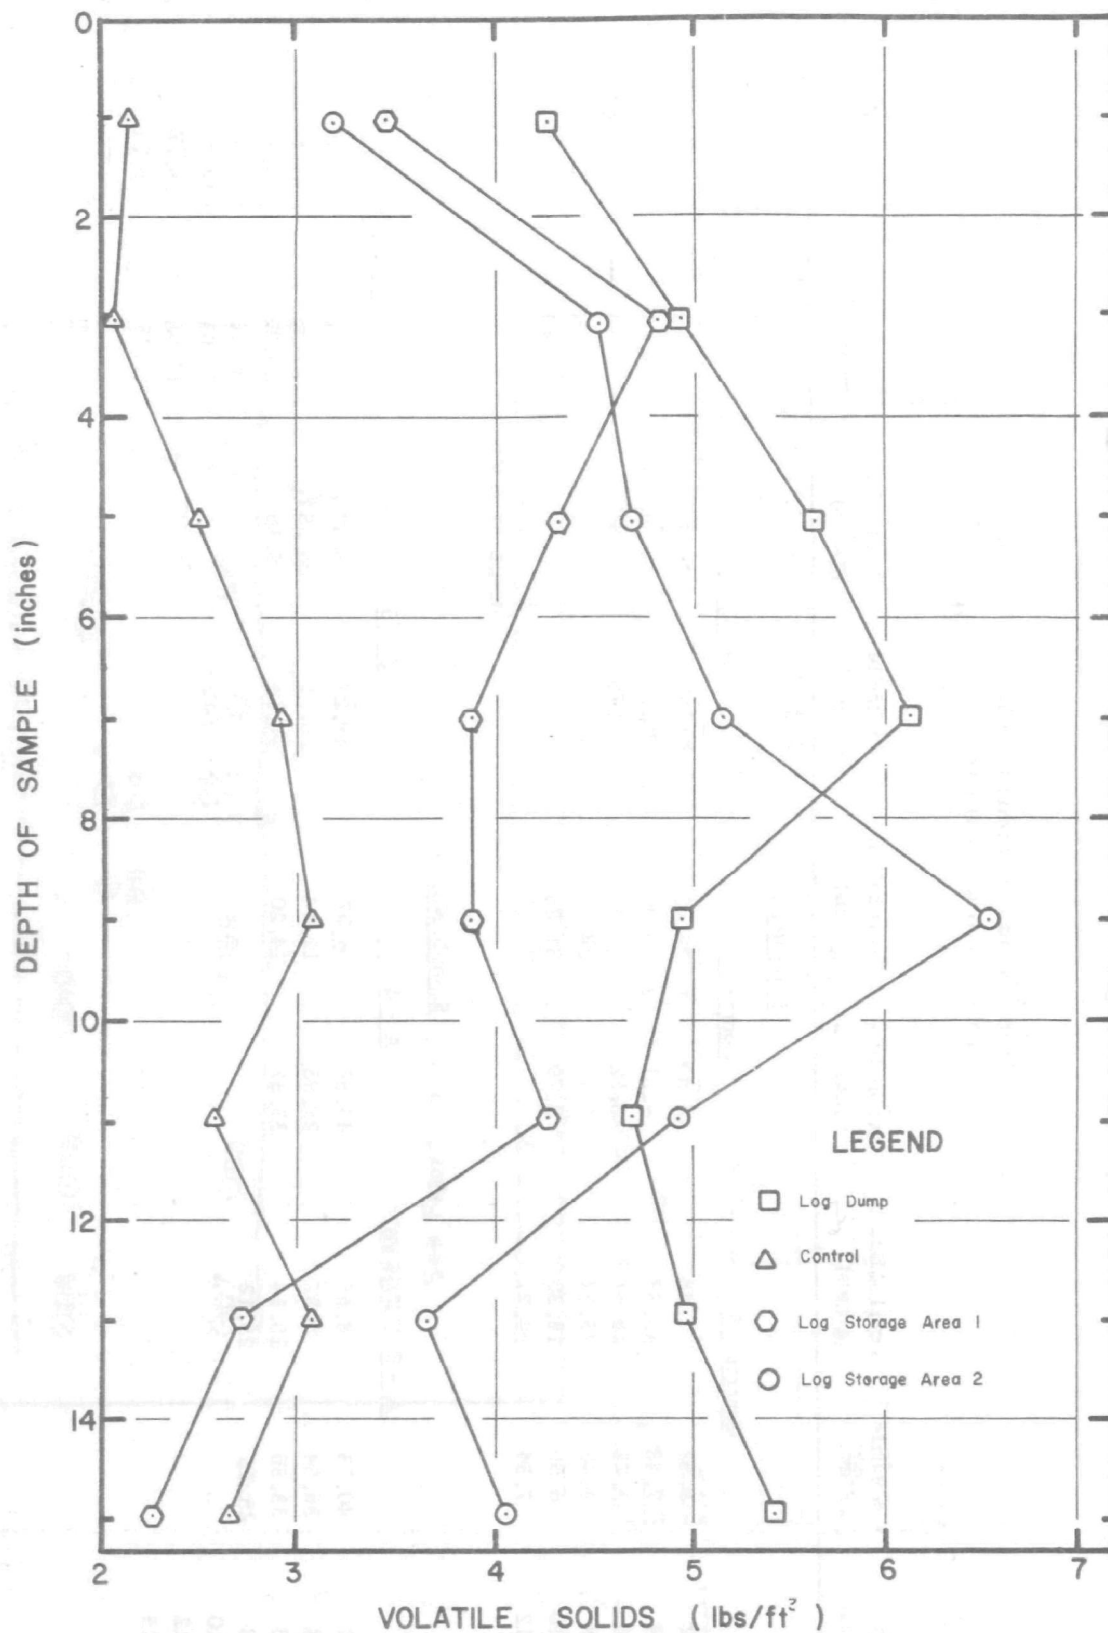 0
2
4
6
8
10
12
14
DEPTH OF SAMPLE (inches)
LEGEND
Log Dump
Control
Log Storage Area 1
Log Storage Area 2
2 3 4 5 6 7
VOLATILE SOLIDS (lbs/ft²)